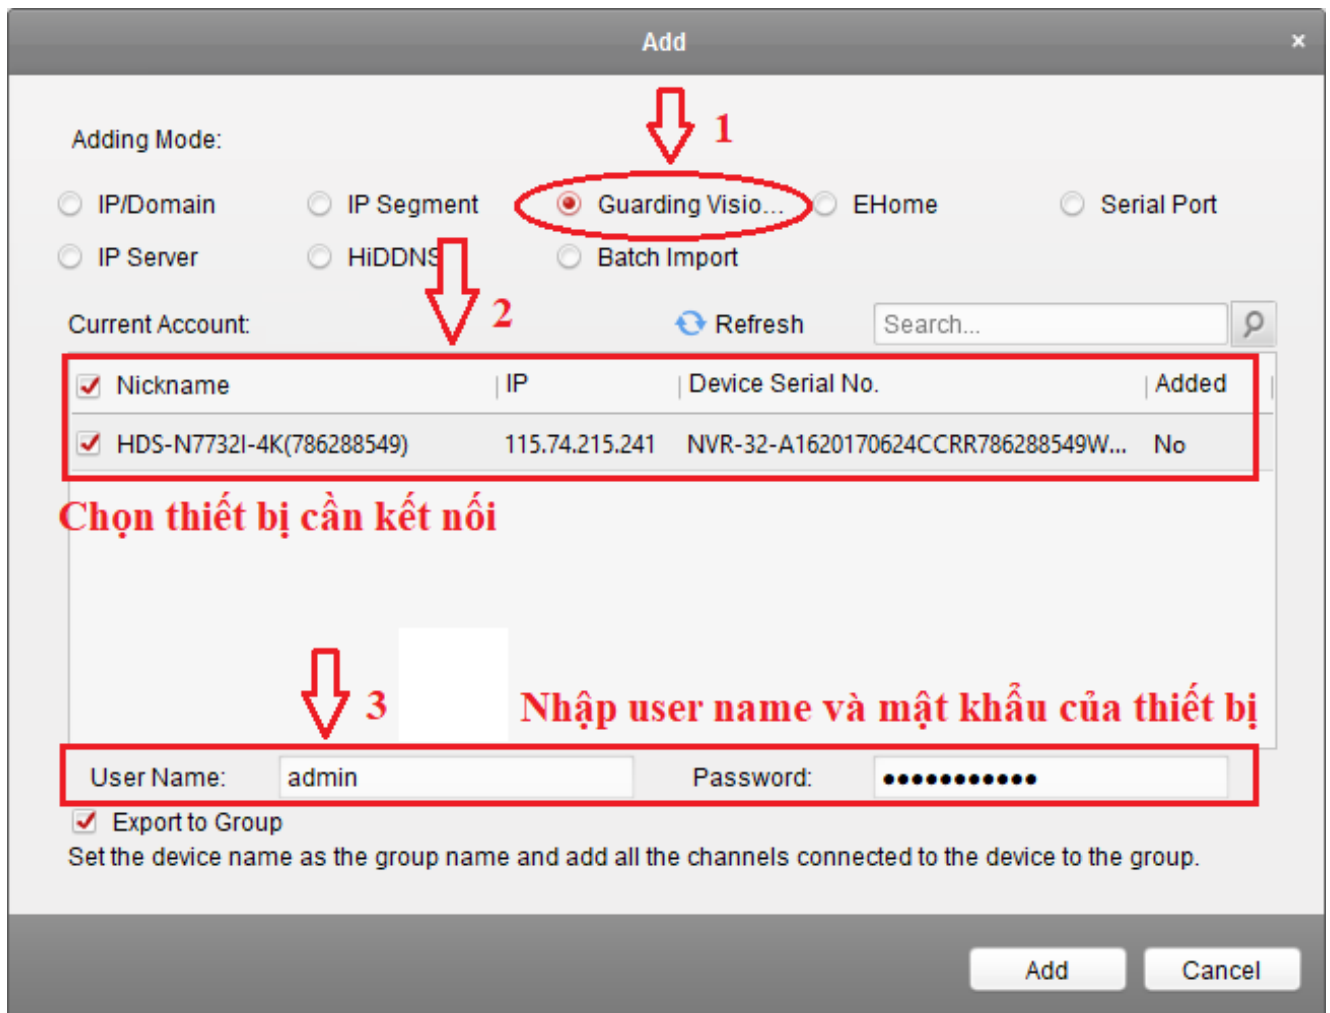 Add
×
1
Adding Mode:
IP/Domain IP Segment Guarding Visio... EHome Serial Port
IP Server HiDDNS Batch Import
2
Current Account: Refresh Search...
Nickname IP Device Serial No. Added
HDS-N7732I-4K(786288549) 115.74.215.241 NVR-32-A1620170624CCRR786288549W... No
Chọn thiết bị cần kết nối
3 Nhập user name và mật khẩu của thiết bị
User Name: admin Password: •••••••••••
Export to Group
Set the device name as the group name and add all the channels connected to the device to the group.
Add Cancel